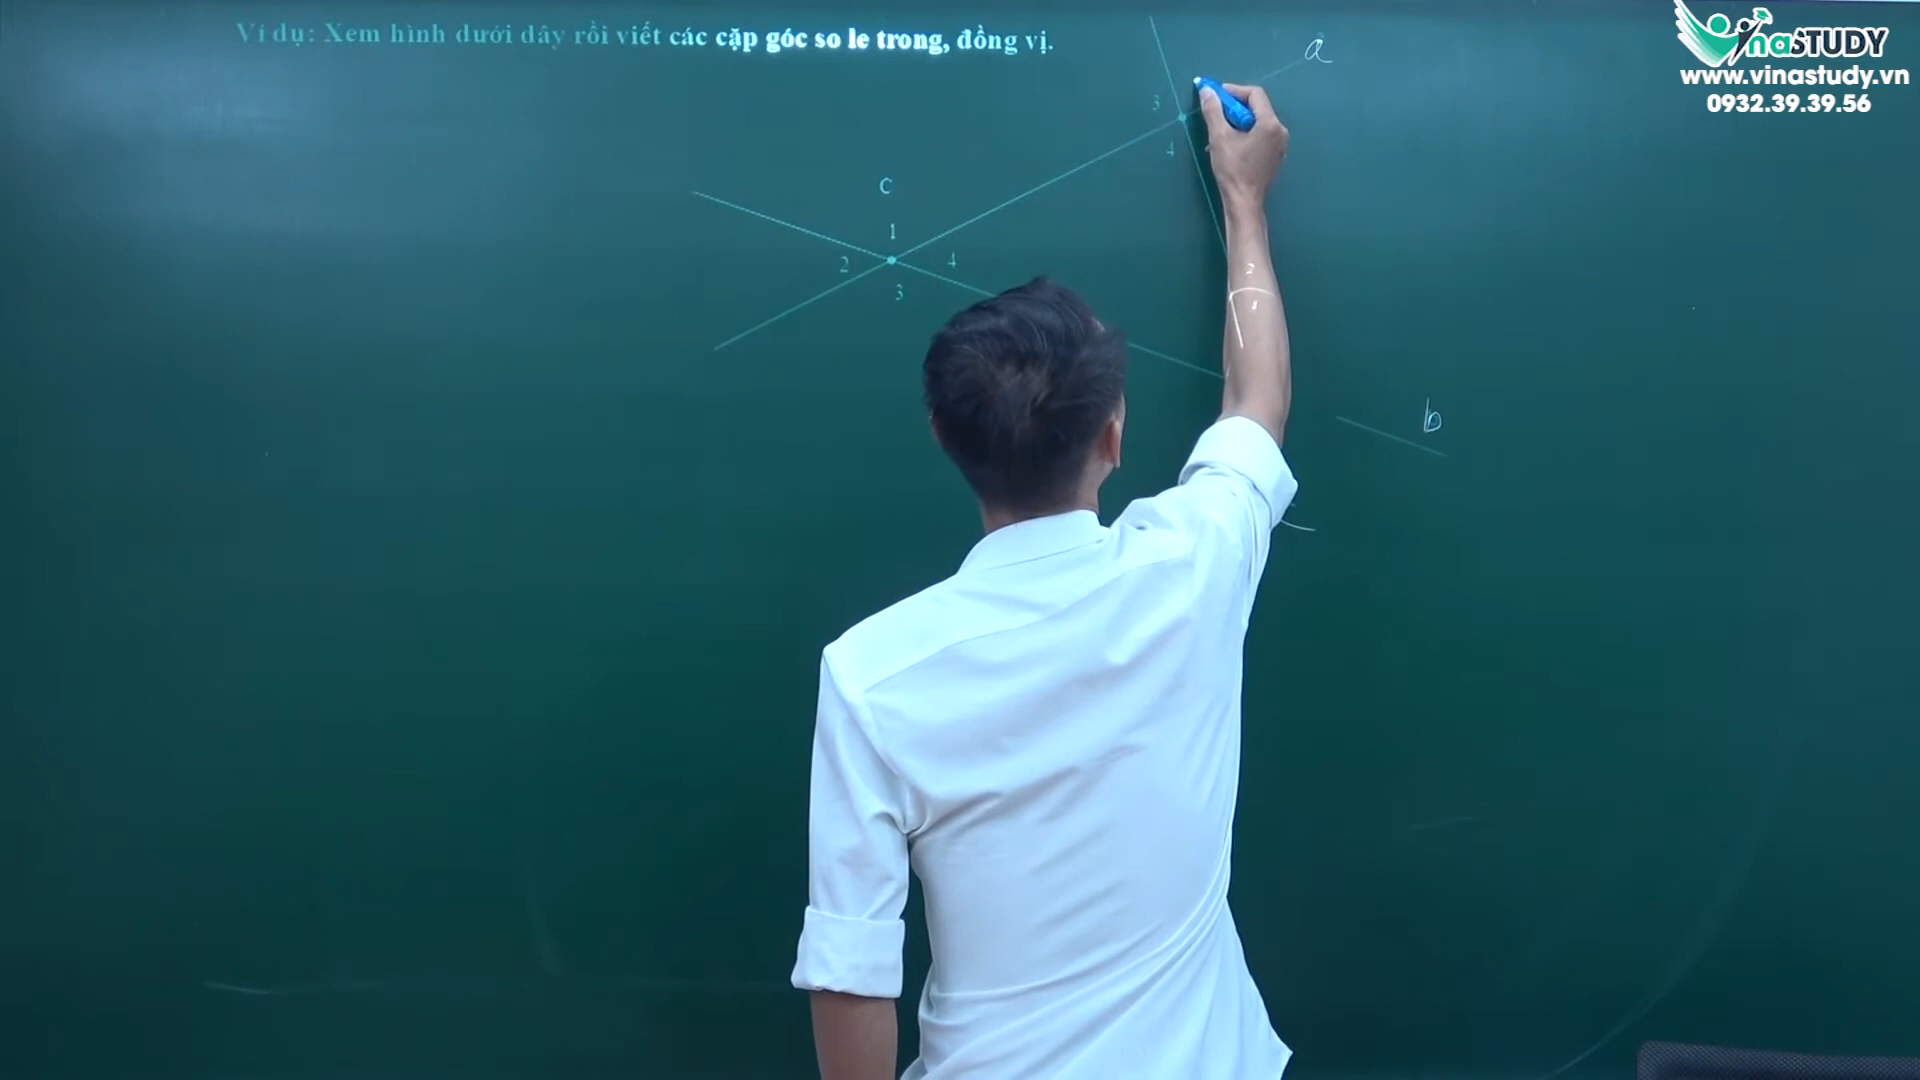 Ví dụ: Xem hình dưới dây rồi viết các cặp góc so le trong, đồng vị.
VinaSTUDY
www.vinastudy.vn
0932.39.39.56
a
3
4
C
1
2
4
3
2
1
b